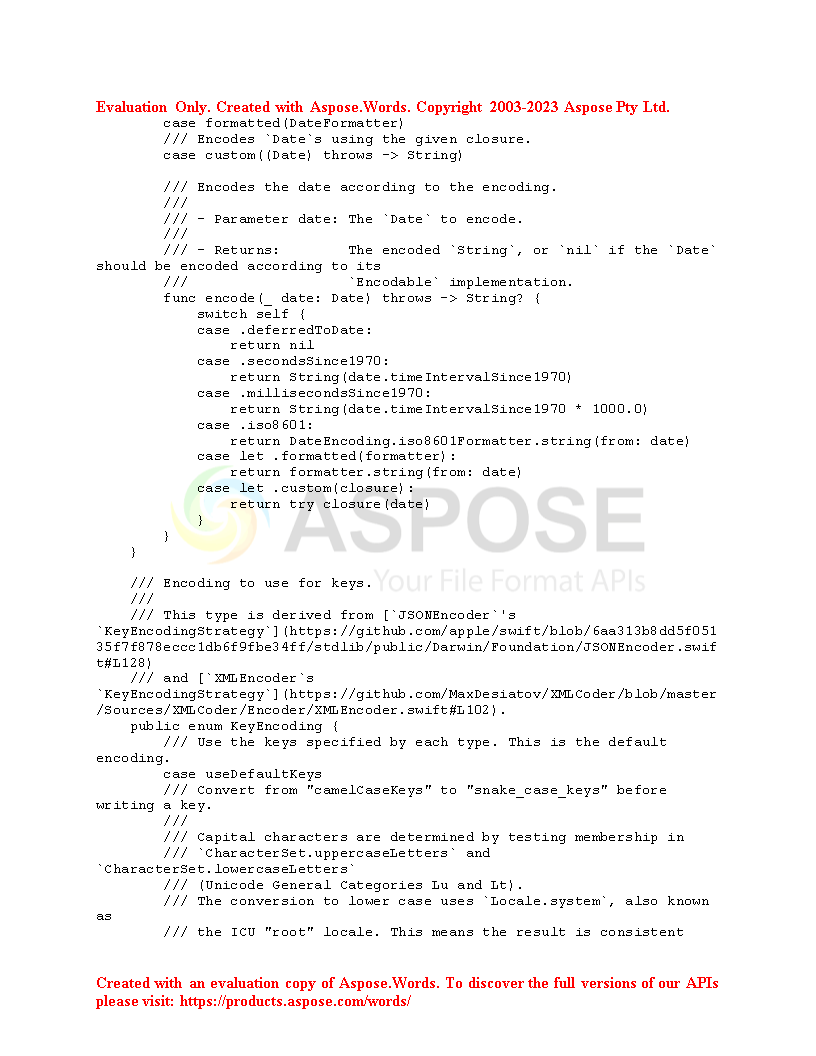 Evaluation Only. Created with Aspose.Words. Copyright 2003-2023 Aspose Pty Ltd.
case formatted(DateFormatter)
/// Encodes `Date`s using the given closure.
case custom((Date) throws -> String)
/// Encodes the date according to the encoding.
///
/// - Parameter date: The `Date` to encode.
///
/// - Returns:        The encoded `String`, or `nil` if the `Date`
should be encoded according to its
///                   `Encodable` implementation.
func encode(_ date: Date) throws -> String? {
switch self {
case .deferredToDate:
return nil
case .secondsSince1970:
return String(date.timeIntervalSince1970)
case .millisecondsSince1970:
return String(date.timeIntervalSince1970 * 1000.0)
case .iso8601:
return DateEncoding.iso8601Formatter.string(from: date)
case let .formatted(formatter):
return formatter.string(from: date)
case let .custom(closure):
return try closure(date)
}
}
}
ASPOSE
Your File Format APIs
/// Encoding to use for keys.
///
/// This type is derived from [`JSONEncoder`'s
`KeyEncodingStrategy`](https://github.com/apple/swift/blob/6aa313b8dd5f051
35f7f878eccc1db6f9fbe34ff/stdlib/public/Darwin/Foundation/JSONEncoder.swif
t#L128)
/// and [`XMLEncoder`s
`KeyEncodingStrategy`](https://github.com/MaxDesiatov/XMLCoder/blob/master
/Sources/XMLCoder/Encoder/XMLEncoder.swift#L102).
public enum KeyEncoding {
/// Use the keys specified by each type. This is the default
encoding.
case useDefaultKeys
/// Convert from "camelCaseKeys" to "snake_case_keys" before
writing a key.
///
/// Capital characters are determined by testing membership in
/// `CharacterSet.uppercaseLetters` and
`CharacterSet.lowercaseLetters`
/// (Unicode General Categories Lu and Lt).
/// The conversion to lower case uses `Locale.system`, also known
as
/// the ICU "root" locale. This means the result is consistent
Created with an evaluation copy of Aspose.Words. To discover the full versions of our APIs
please visit: https://products.aspose.com/words/